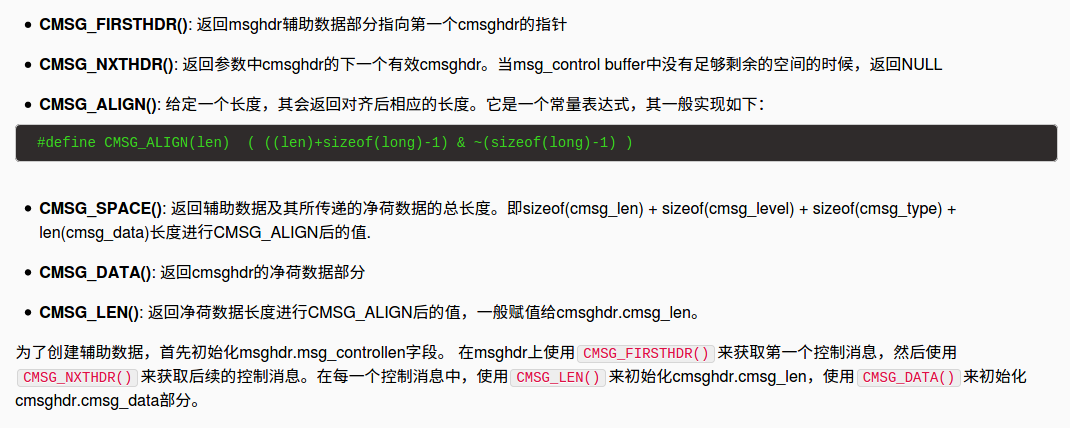 CMSG_FIRSTHDR(): 返回msghdr辅助数据部分指向第一个cmsghdr的指针
CMSG_NXTHDR(): 返回参数中cmsghdr的下一个有效cmsghdr。当msg_control buffer中没有足够剩余的空间的时候，返回NULL
CMSG_ALIGN(): 给定一个长度，其会返回对齐后相应的长度。它是一个常量表达式，其一般实现如下：
#define CMSG_ALIGN(len)  ( ((len)+sizeof(long)-1) & ~(sizeof(long)-1) )
CMSG_SPACE(): 返回辅助数据及其所传递的净荷数据的总长度。即sizeof(cmsg_len) + sizeof(cmsg_level) + sizeof(cmsg_type) +
len(cmsg_data)长度进行CMSG_ALIGN后的值.
CMSG_DATA(): 返回cmsghdr的净荷数据部分
CMSG_LEN(): 返回净荷数据长度进行CMSG_ALIGN后的值，一般赋值给cmsghdr.cmsg_len。
为了创建辅助数据，首先初始化msghdr.msg_controllen字段。 在msghdr上使用 CMSG_FIRSTHDR() 来获取第一个控制消息，然后使用
CMSG_NXTHDR() 来获取后续的控制消息。在每一个控制消息中，使用 CMSG_LEN() 来初始化cmsghdr.cmsg_len，使用 CMSG_DATA() 来初始化
cmsghdr.cmsg_data部分。